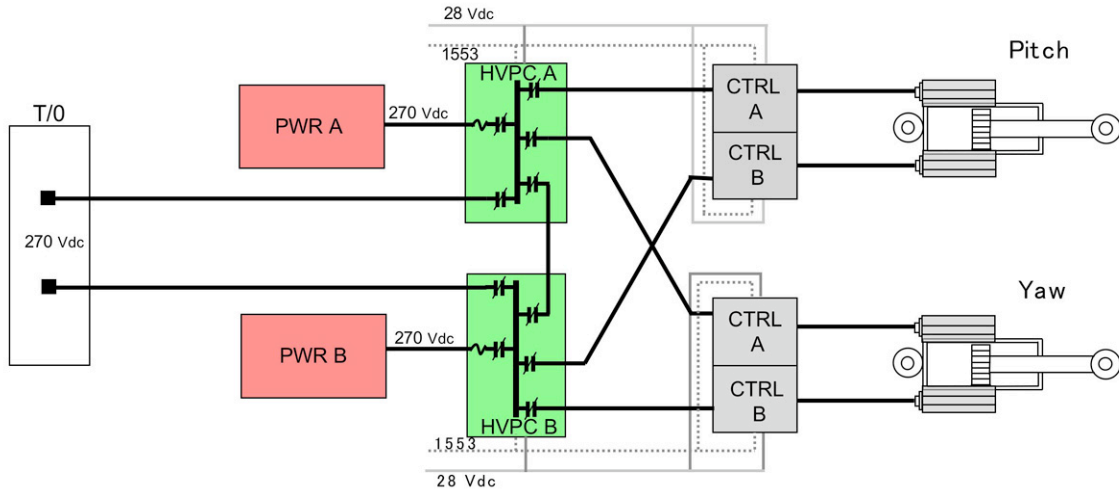 28 Vdc
1553
HVPC A
Pitch
T/0
PWR A
270 Vdc
CTRL
A
CTRL
B
270 Vdc
PWR B
270 Vdc
HVPC B
Yaw
CTRL
A
CTRL
B
1553
28 Vdc